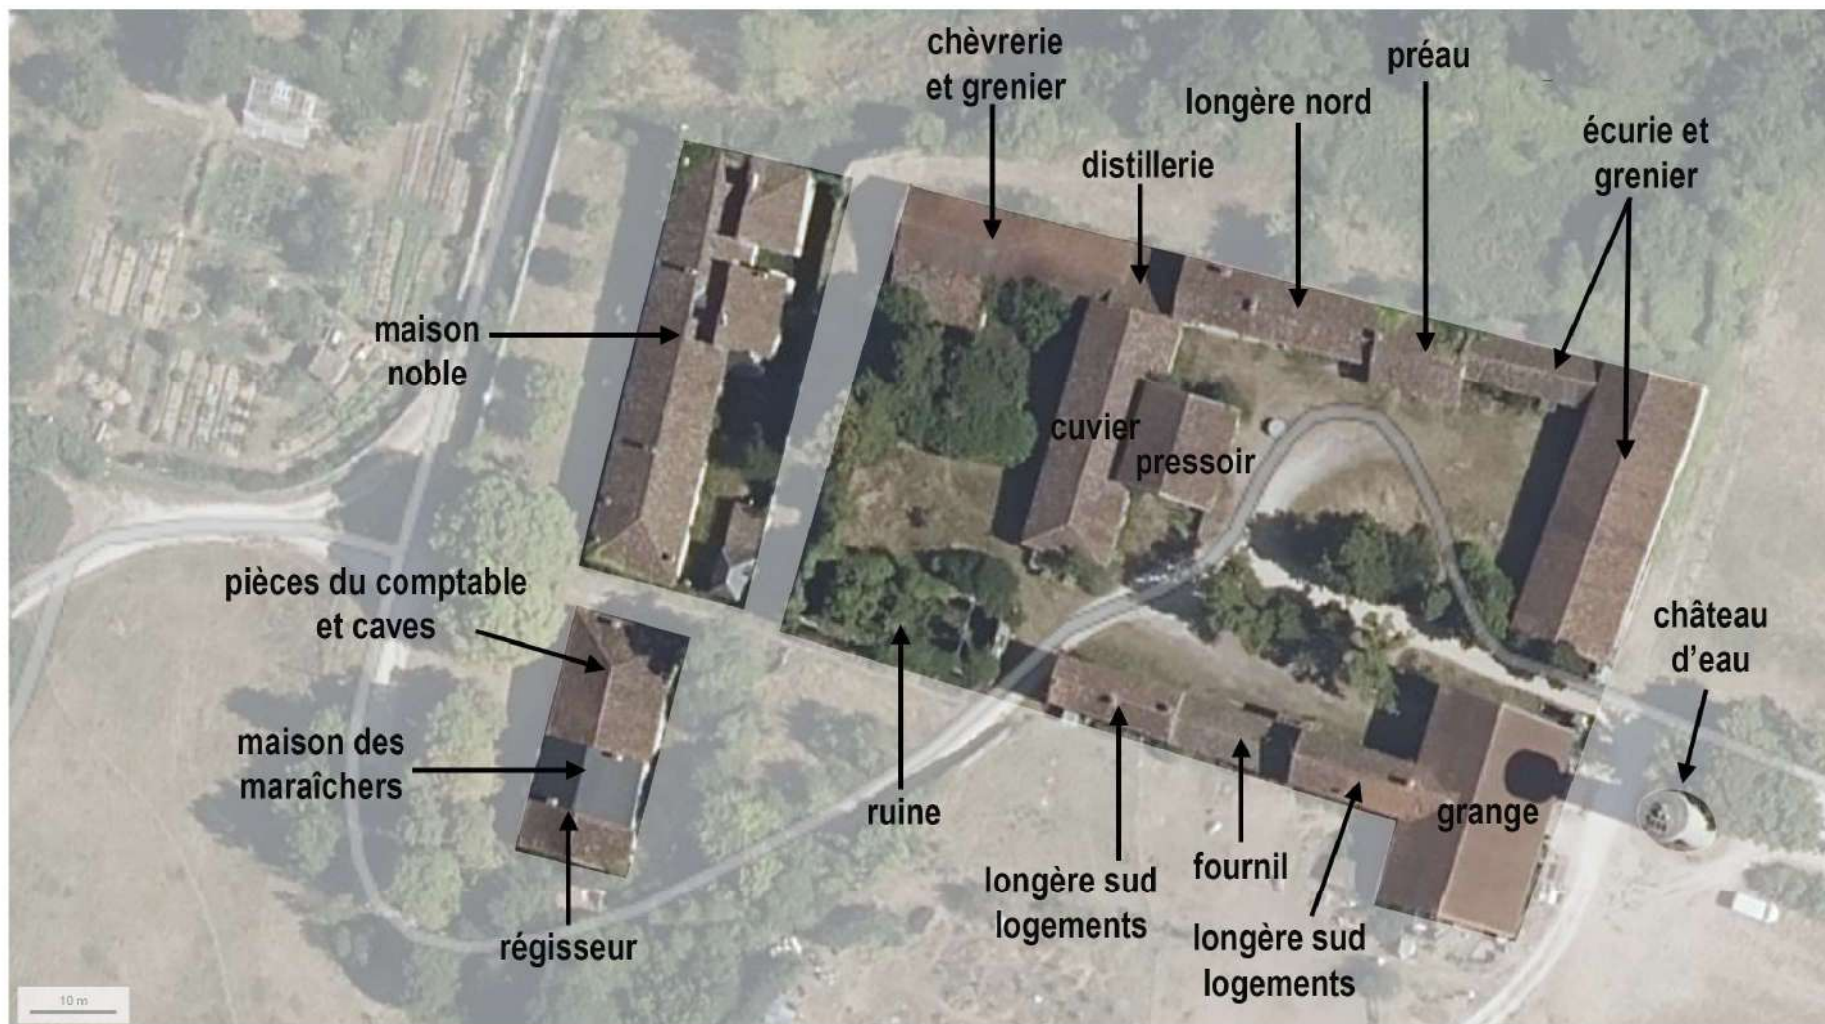 chèvrerie
et grenier
préau
longère nord
écurie et
grenier
distillerie
maison
noble
cuvier
pressoir
pièces du comptable
et caves
château
d'eau
maison des
maraîchers
ruine
grange
fournil
longère sud
logements
longère sud
logements
régisseur
10 m